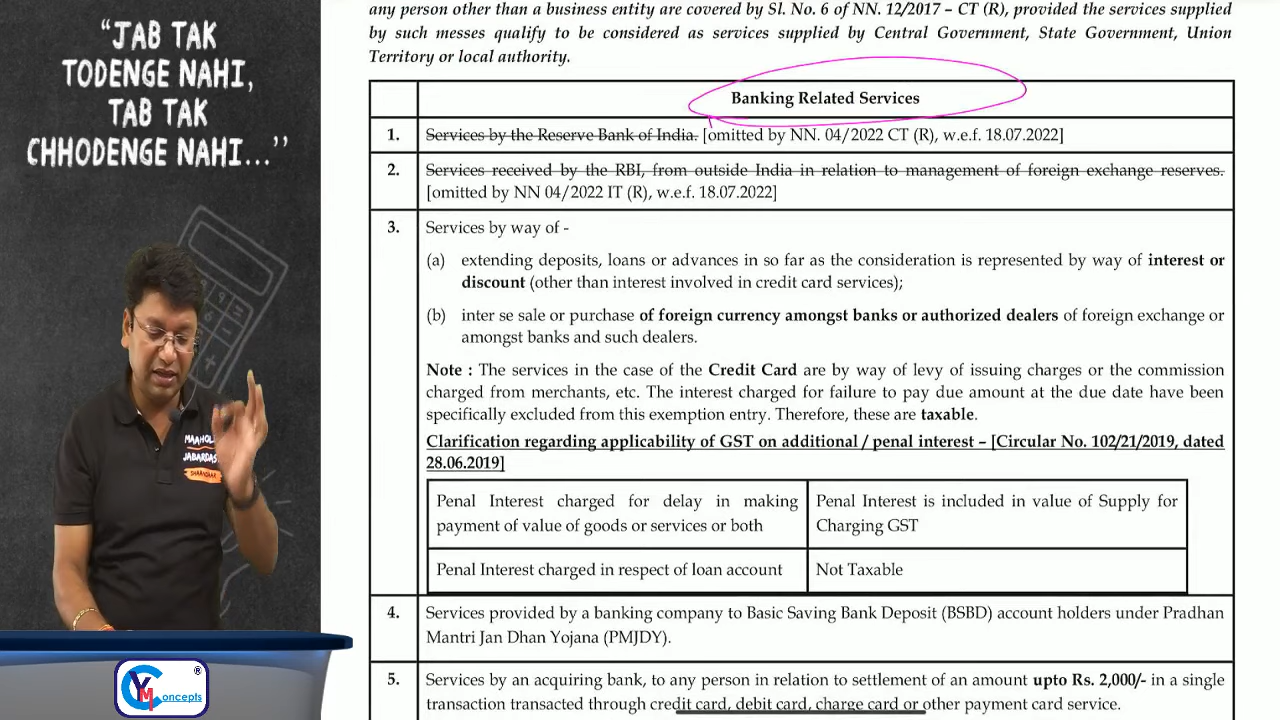 “JAB TAK
TODENGE NAHI,
TAB TAK
CHHODENGE NAHI...’’
MAAHOL
JABARDAS
SHAANDAAR
CYM
oncepts
®
any person other than a business entity are covered by Sl. No. 6 of NN. 12/2017 – CT (R), provided the services supplied
by such messes qualify to be considered as services supplied by Central Government, State Government, Union
Territory or local authority.
Banking Related Services
1. Services by the Reserve Bank of India. [omitted by NN. 04/2022 CT (R), w.e.f. 18.07.2022]
2. Services received by the RBI, from outside India in relation to management of foreign exchange reserves.
[omitted by NN 04/2022 IT (R), w.e.f. 18.07.2022]
3. Services by way of -
(a) extending deposits, loans or advances in so far as the consideration is represented by way of interest or
discount (other than interest involved in credit card services);
(b) inter se sale or purchase of foreign currency amongst banks or authorized dealers of foreign exchange or
amongst banks and such dealers.
Note : The services in the case of the Credit Card are by way of levy of issuing charges or the commission
charged from merchants, etc. The interest charged for failure to pay due amount at the due date have been
specifically excluded from this exemption entry. Therefore, these are taxable.
Clarification regarding applicability of GST on additional / penal interest – [Circular No. 102/21/2019, dated
28.06.2019]
Penal Interest charged for delay in making
payment of value of goods or services or both
Penal Interest is included in value of Supply for
Charging GST
Penal Interest charged in respect of loan account
Not Taxable
4. Services provided by a banking company to Basic Saving Bank Deposit (BSBD) account holders under Pradhan
Mantri Jan Dhan Yojana (PMJDY).
5. Services by an acquiring bank, to any person in relation to settlement of an amount upto Rs. 2,000/- in a single
transaction transacted through credit card, debit card, charge card or other payment card service.